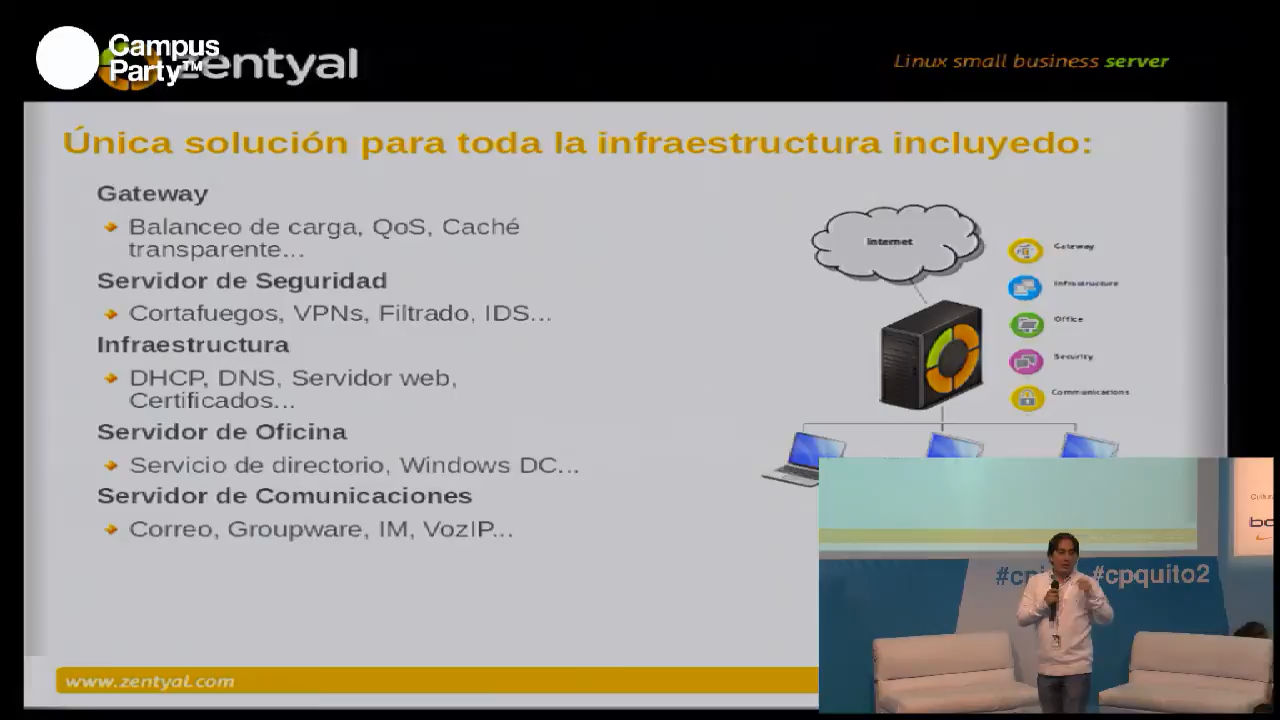 Campus
Party™
zentyal
Linux small business server
Única solución para toda la infraestructura incluyedo:
Gateway
Balanceo de carga, QoS, Caché
transparente...
Servidor de Seguridad
Cortafuegos, VPNs, Filtrado, IDS...
Infraestructura
DHCP, DNS, Servidor web,
Certificados...
Servidor de Oficina
Servicio de directorio, Windows DC...
Servidor de Comunicaciones
Correo, Groupware, IM, VozIP...
Internet
Gateway
Infrastructure
Office
Security
Communications
#cpquito2
www.zentyal.com